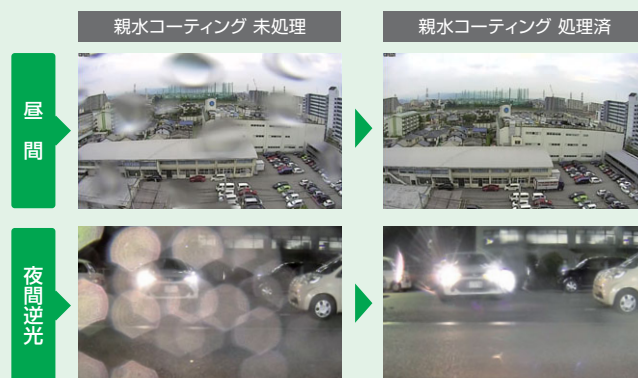 親水コーティング 未処理
親水コーティング 処理済
昼間
夜間逆光